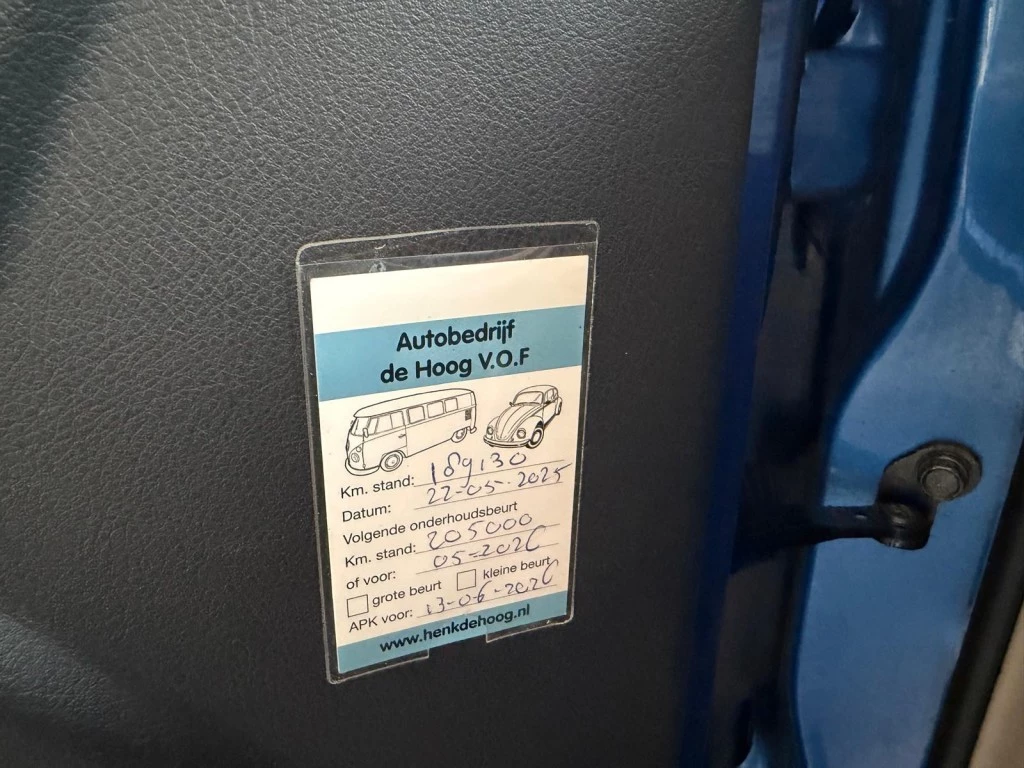 Autobedrijf
de Hoog V.O.F
Km. stand: 189130
Datum: 22-05-2025
Volgende onderhoudsbeurt
Km. stand: 205000
of voor: 05-2026
grote beurt kleine beurt
APK voor: 13-06-2026
www.henkdehoog.nl